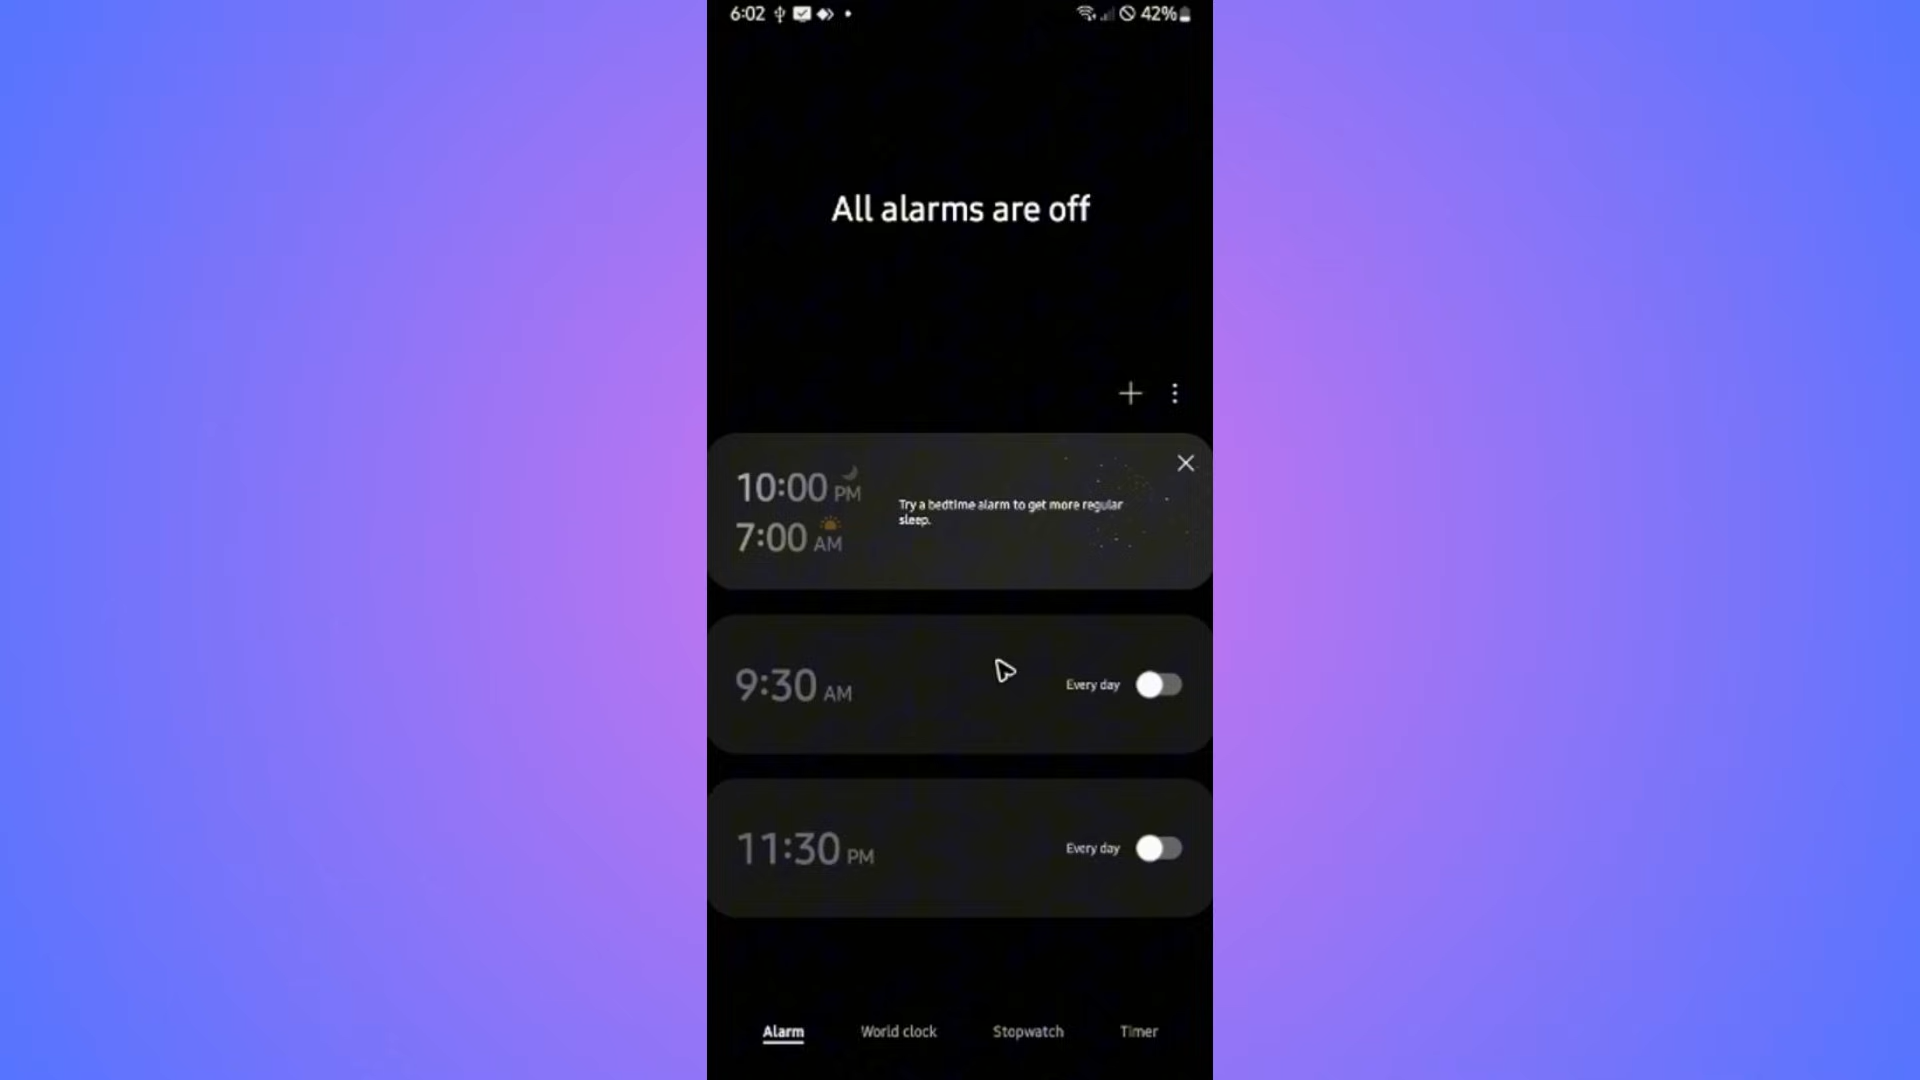 6:02 42%
All alarms are off
10:00 PM
7:00 AM
Try a bedtime alarm to get more regular
sleep.
9:30 AM Every day
11:30 PM Every day
Alarm World clock Stopwatch Timer